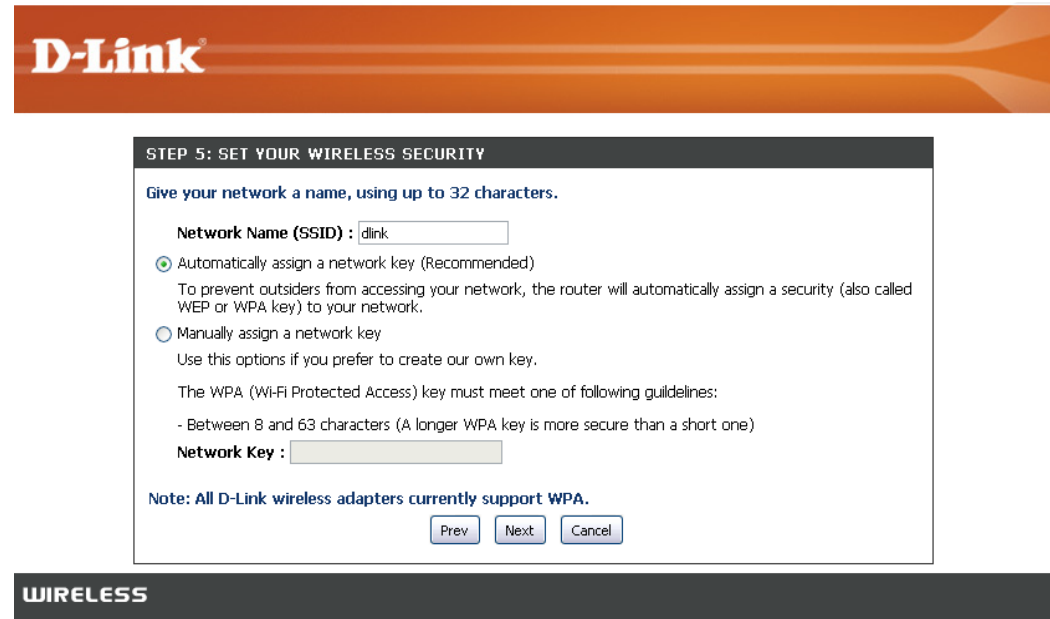 D-Link®
STEP 5: SET YOUR WIRELESS SECURITY
Give your network a name, using up to 32 characters.
Network Name (SSID) : dlink
Automatically assign a network key (Recommended)
To prevent outsiders from accessing your network, the router will automatically assign a security (also called
WEP or WPA key) to your network.
Manually assign a network key
Use this options if you prefer to create our own key.
The WPA (Wi-Fi Protected Access) key must meet one of following guildelines:
- Between 8 and 63 characters (A longer WPA key is more secure than a short one)
Network Key :
Note: All D-Link wireless adapters currently support WPA.
Prev Next Cancel
WIRELESS